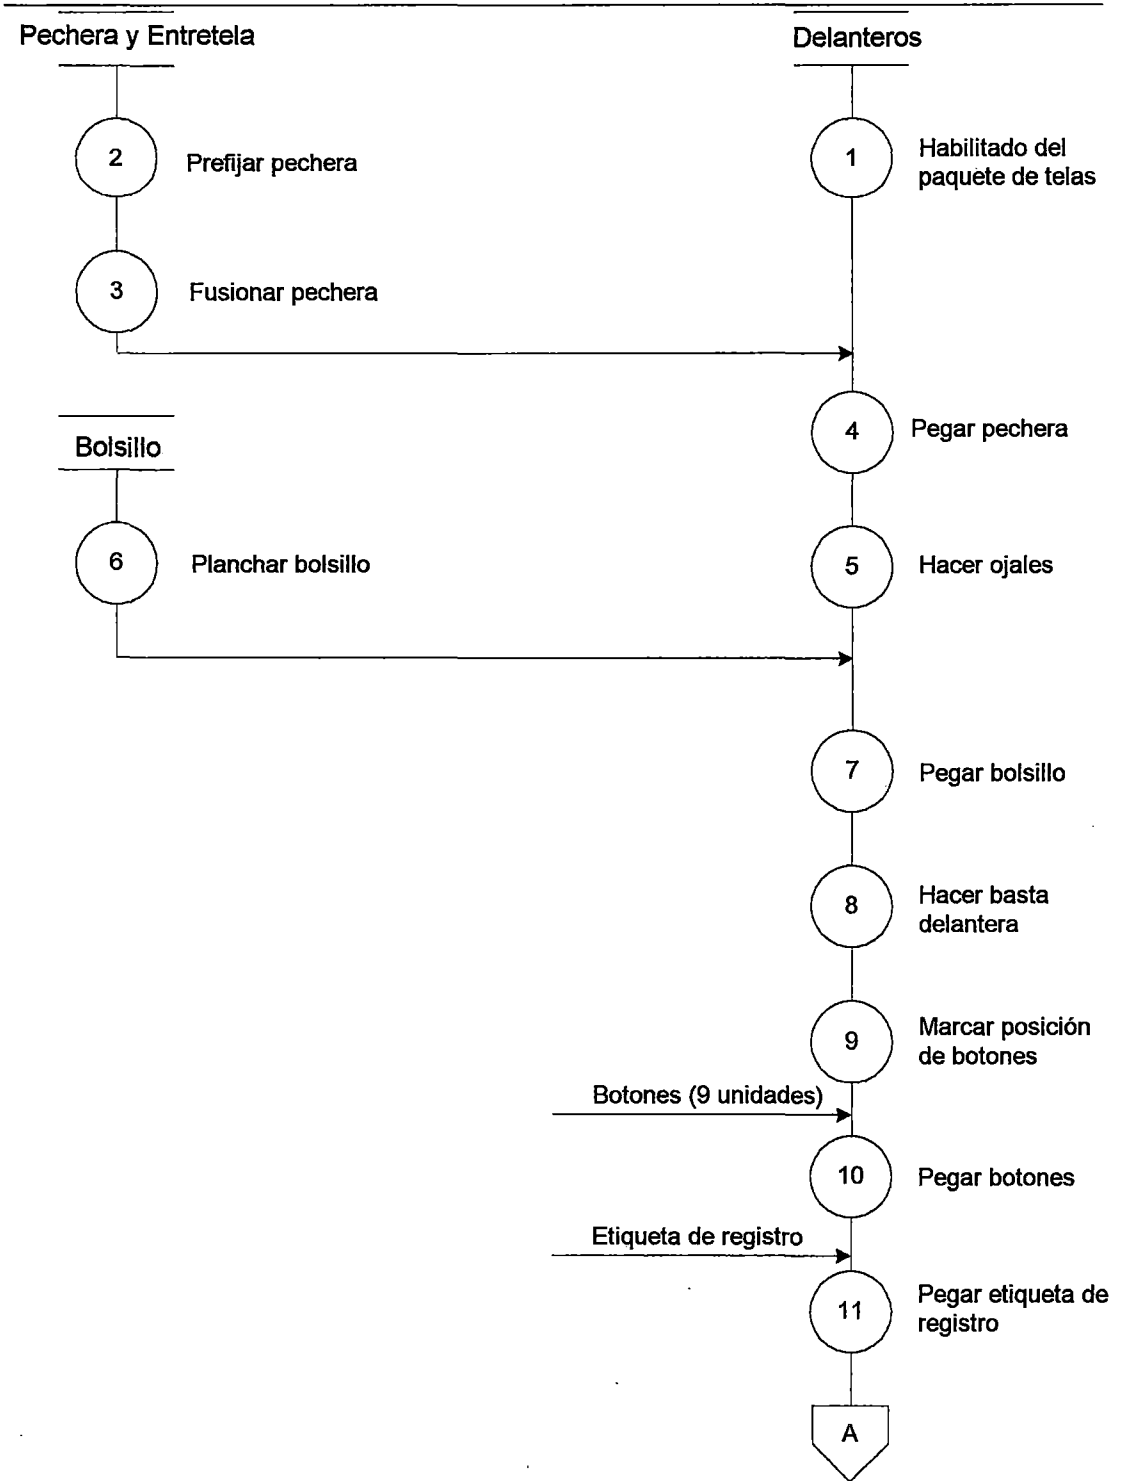 Pechera y Entretela
Delanteros
2
Prefijar pechera
1
Habilitado del
paquete de telas
3
Fusionar pechera
4
Pegar pechera
Bolsillo
6
Planchar bolsillo
5
Hacer ojales
7
Pegar bolsillo
8
Hacer basta
delantera
9
Marcar posición
de botones
Botones (9 unidades)
10
Pegar botones
Etiqueta de registro
11
Pegar etiqueta de
registro
A